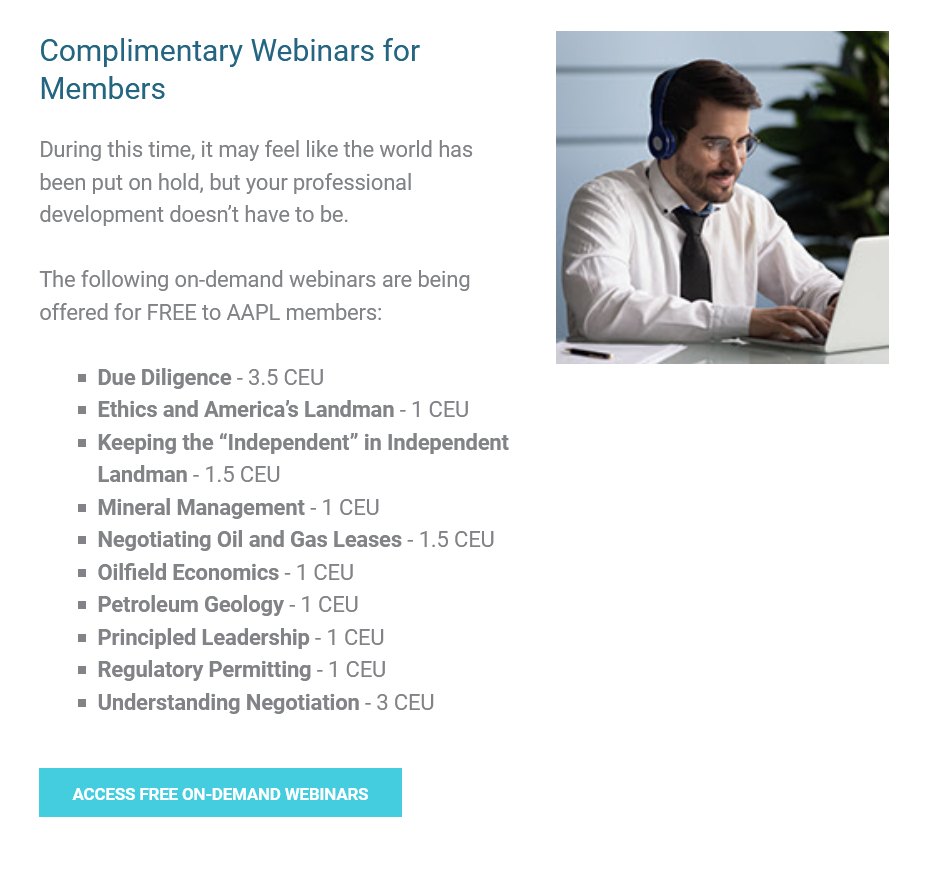 Complimentary Webinars for
Members
During this time, it may feel like the world has
been put on hold, but your professional
development doesn’t have to be.
The following on-demand webinars are being
offered for FREE to AAPL members:
Due Diligence - 3.5 CEU
Ethics and America’s Landman - 1 CEU
Keeping the “Independent” in Independent
Landman - 1.5 CEU
Mineral Management - 1 CEU
Negotiating Oil and Gas Leases - 1.5 CEU
Oilfield Economics - 1 CEU
Petroleum Geology - 1 CEU
Principled Leadership - 1 CEU
Regulatory Permitting - 1 CEU
Understanding Negotiation - 3 CEU
ACCESS FREE ON-DEMAND WEBINARS